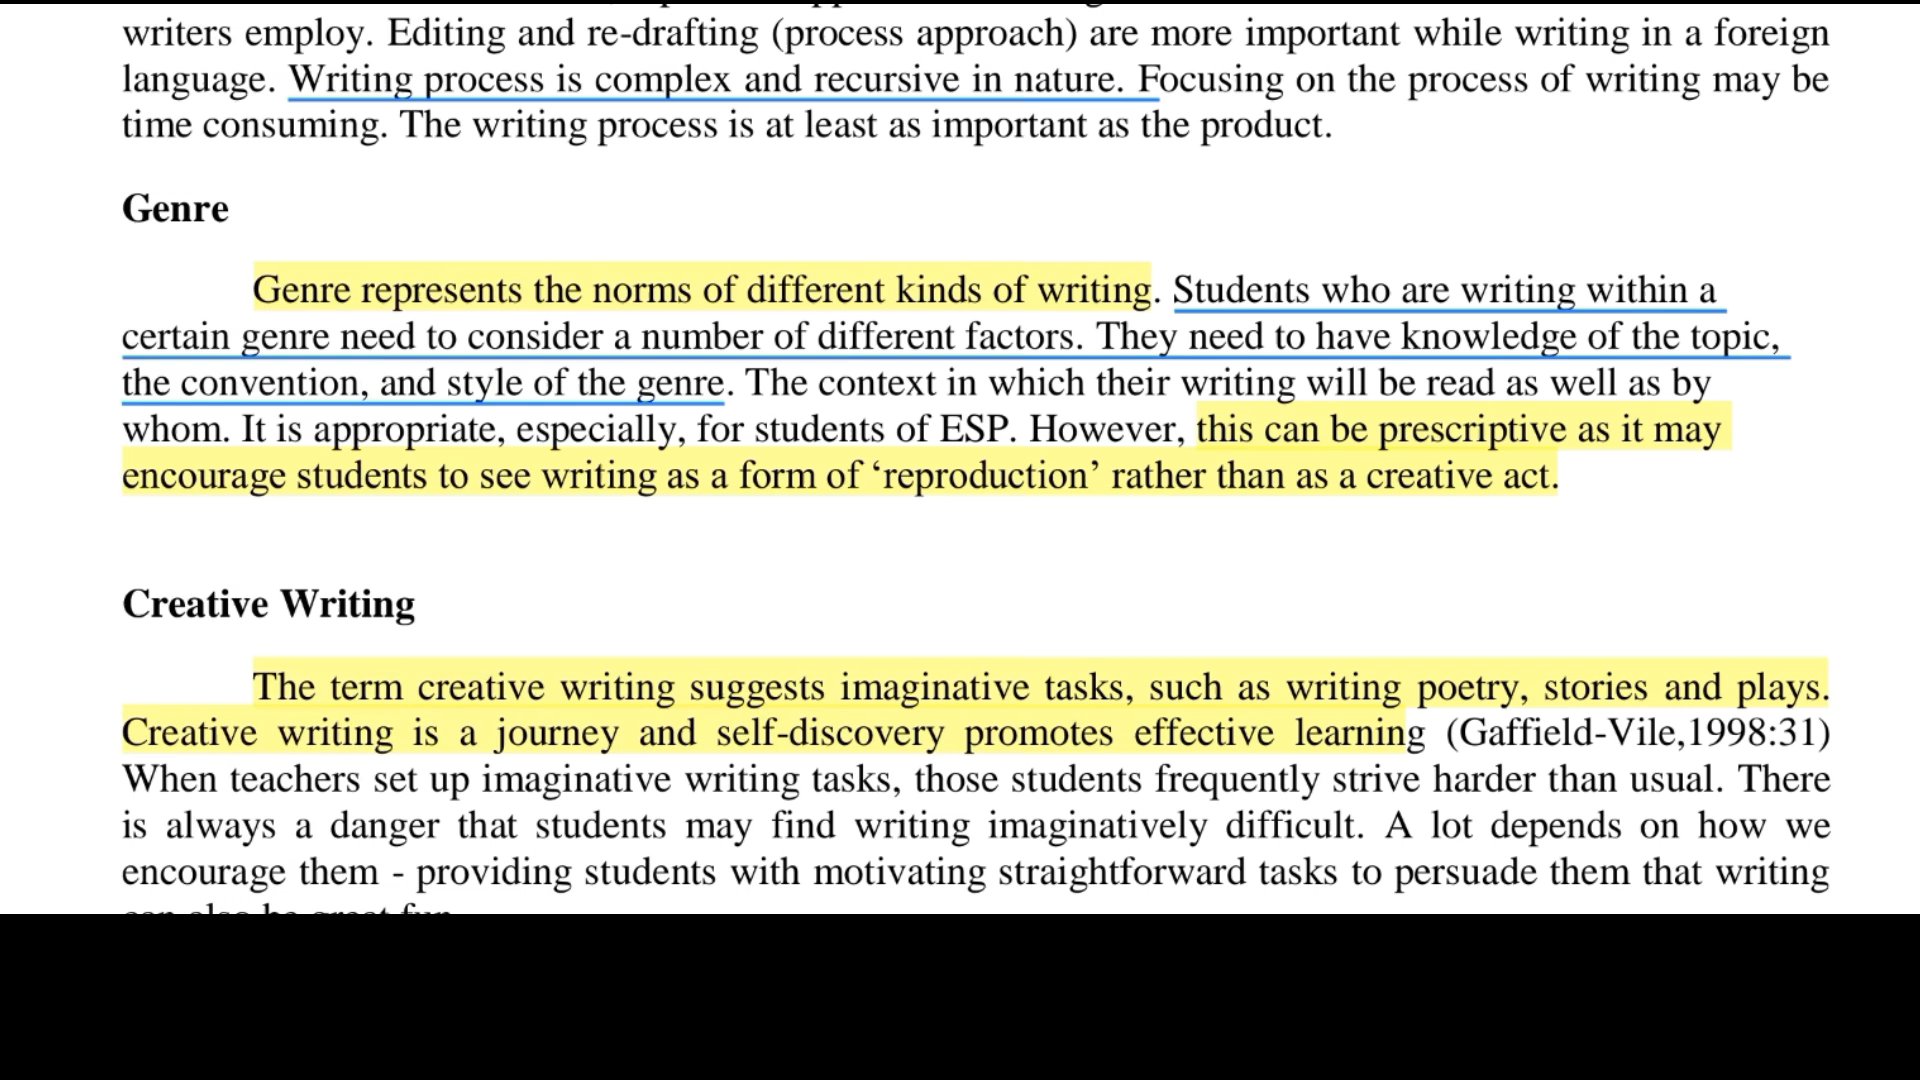 writers employ. Editing and re-drafting (process approach) are more important while writing in a foreign
language. Writing process is complex and recursive in nature. Focusing on the process of writing may be
time consuming. The writing process is at least as important as the product.
Genre
Genre represents the norms of different kinds of writing. Students who are writing within a
certain genre need to consider a number of different factors. They need to have knowledge of the topic,
the convention, and style of the genre. The context in which their writing will be read as well as by
whom. It is appropriate, especially, for students of ESP. However, this can be prescriptive as it may
encourage students to see writing as a form of ‘reproduction’ rather than as a creative act.
Creative Writing
The term creative writing suggests imaginative tasks, such as writing poetry, stories and plays.
Creative writing is a journey and self-discovery promotes effective learning (Gaffield-Vile,1998:31)
When teachers set up imaginative writing tasks, those students frequently strive harder than usual. There
is always a danger that students may find writing imaginatively difficult. A lot depends on how we
encourage them - providing students with motivating straightforward tasks to persuade them that writing
can also be great fun